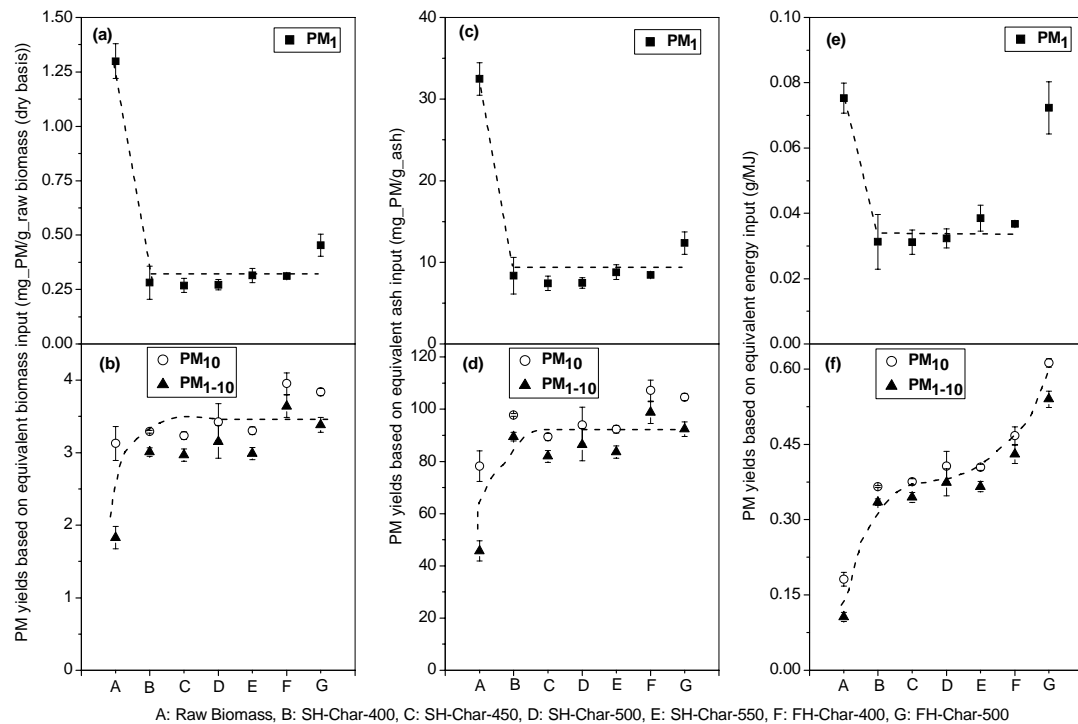 PM yields based on equivalent biomass input (mg_PM/g_raw biomass (dry basis))
(a)
PM1
1.50
1.25
1.00
0.75
0.50
0.25
0.00
(b)
PM10
PM1-10
4
3
2
1
0
A B C D E F G
PM yields based on equivalent ash input (mg_PM/g_ash)
(c)
PM1
40
30
20
10
0
(d)
PM10
PM1-10
120
100
80
60
40
20
0
A B C D E F G
PM yields based on equivalent energy input (g/MJ)
(e)
PM1
0.10
0.08
0.06
0.04
0.02
0.00
(f)
PM10
PM1-10
0.60
0.45
0.30
0.15
0.00
A B C D E F G
A: Raw Biomass, B: SH-Char-400, C: SH-Char-450, D: SH-Char-500, E: SH-Char-550, F: FH-Char-400, G: FH-Char-500